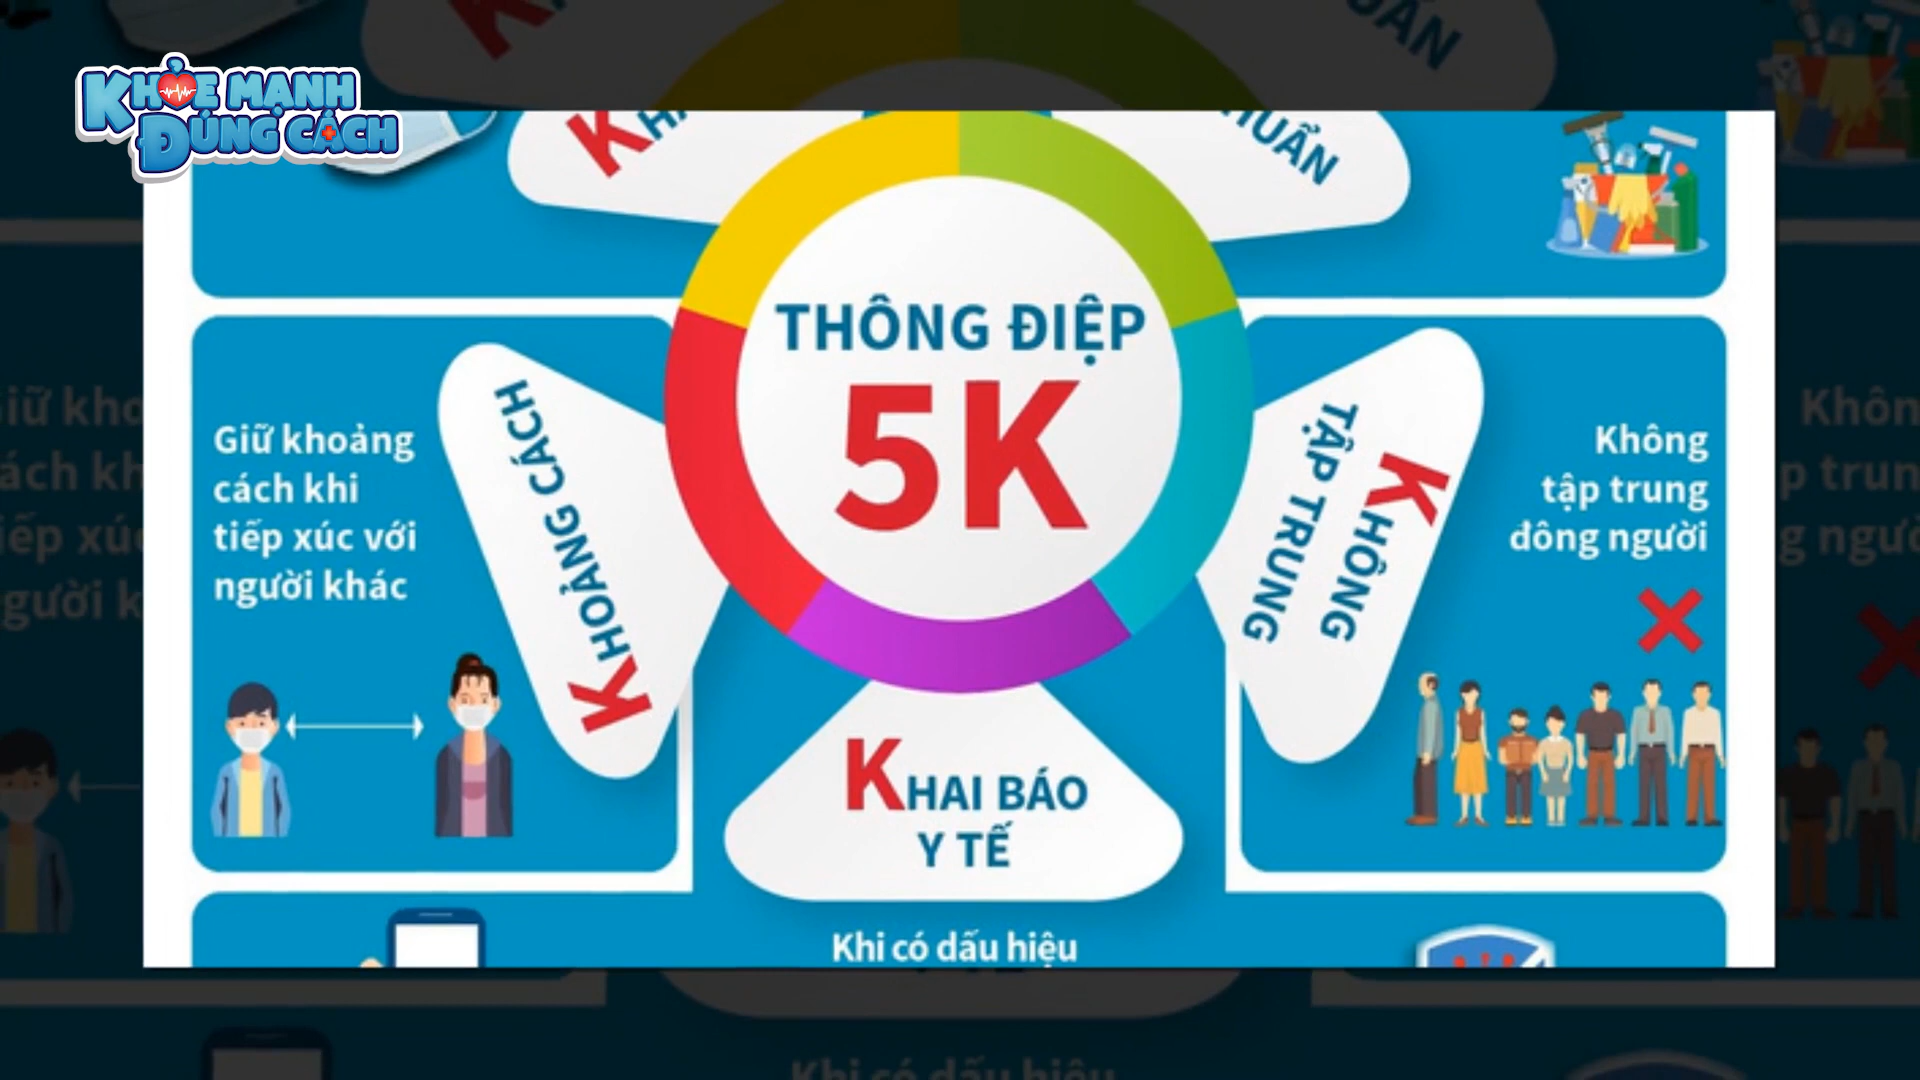 KHỎE MẠNH
ĐÚNG CÁCH
THÔNG ĐIỆP
5K
Giữ khoảng
cách khi
tiếp xúc với
người khác
KHOẢNG CÁCH
KHÔNG
TẬP TRUNG
Không
tập trung
đông người
KHAI BÁO
Y TẾ
Khi có dấu hiệu